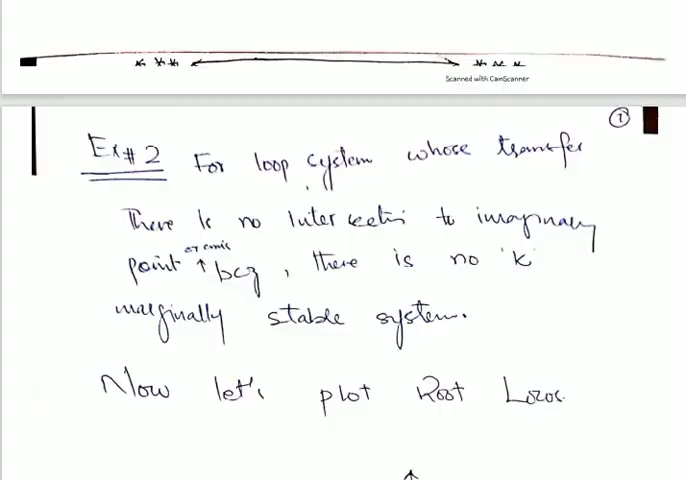 Scanned with CamScanner
1
Ex # 2 For loop system whose transfer
There is no intersection to imaginary
or axis
point ↑ bcz, there is no 'K'
marginally stable system.
Now let's plot Root Locus